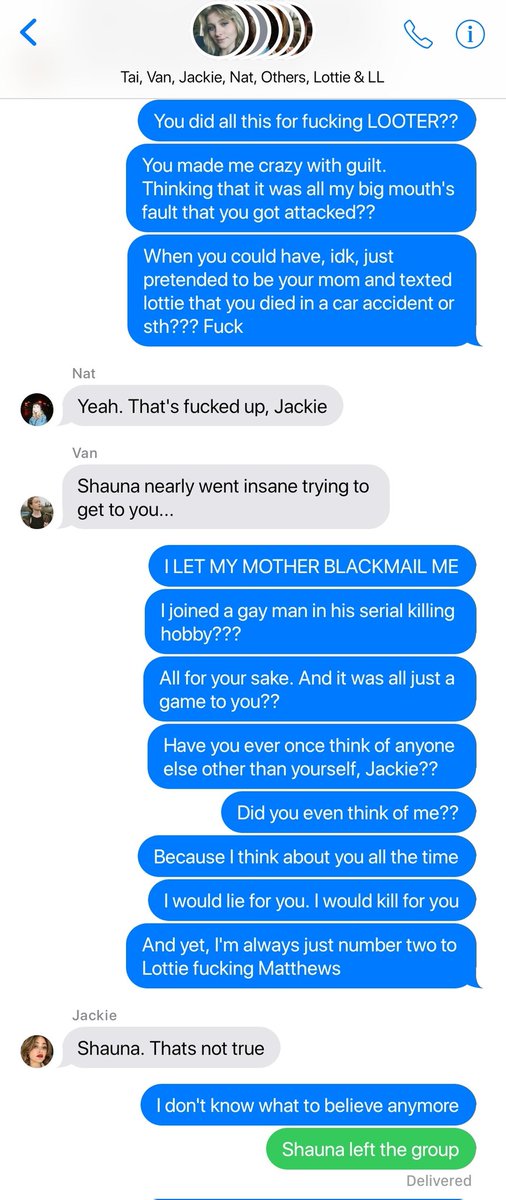 Tai, Van, Jackie, Nat, Others, Lottie & LL
You did all this for fucking LOOTER??
You made me crazy with guilt.
Thinking that it was all my big mouth's
fault that you got attacked??
When you could have, idk, just
pretended to be your mom and texted
lottie that you died in a car accident or
sth??? Fuck
Nat
Yeah. That's fucked up, Jackie
Van
Shauna nearly went insane trying to
get to you...
I LET MY MOTHER BLACKMAIL ME
I joined a gay man in his serial killing
hobby???
All for your sake. And it was all just a
game to you??
Have you ever once think of anyone
else other than yourself, Jackie??
Did you even think of me??
Because I think about you all the time
I would lie for you. I would kill for you
And yet, I'm always just number two to
Lottie fucking Matthews
Jackie
Shauna. Thats not true
I don't know what to believe anymore
Shauna left the group
Delivered